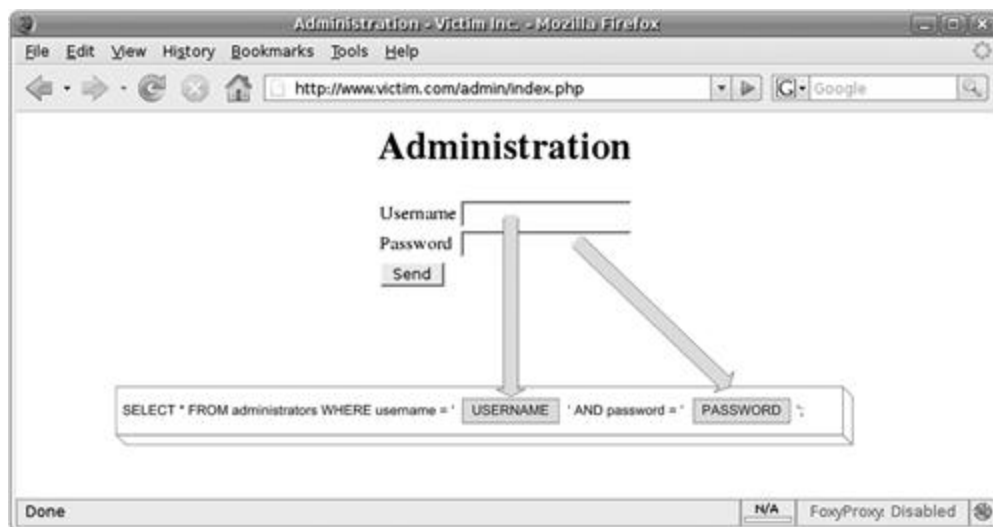 Administration - Victim Inc. - Mozilla Firefox
File Edit View History Bookmarks Tools Help
http://www.victim.com/admin/index.php
G Google
Administration
Username
Password
Send
SELECT * FROM administrators WHERE username = ' USERNAME ' AND password = ' PASSWORD ';
Done
N/A
FoxyProxy: Disabled